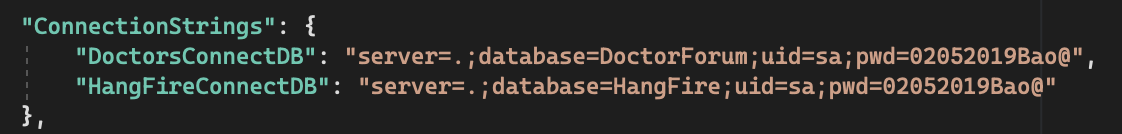 "ConnectionStrings": {
"DoctorsConnectDB": "server=.;database=DoctorForum;uid=sa;pwd=02052019Bao@",
"HangFireConnectDB": "server=.;database=HangFire;uid=sa;pwd=02052019Bao@"
},